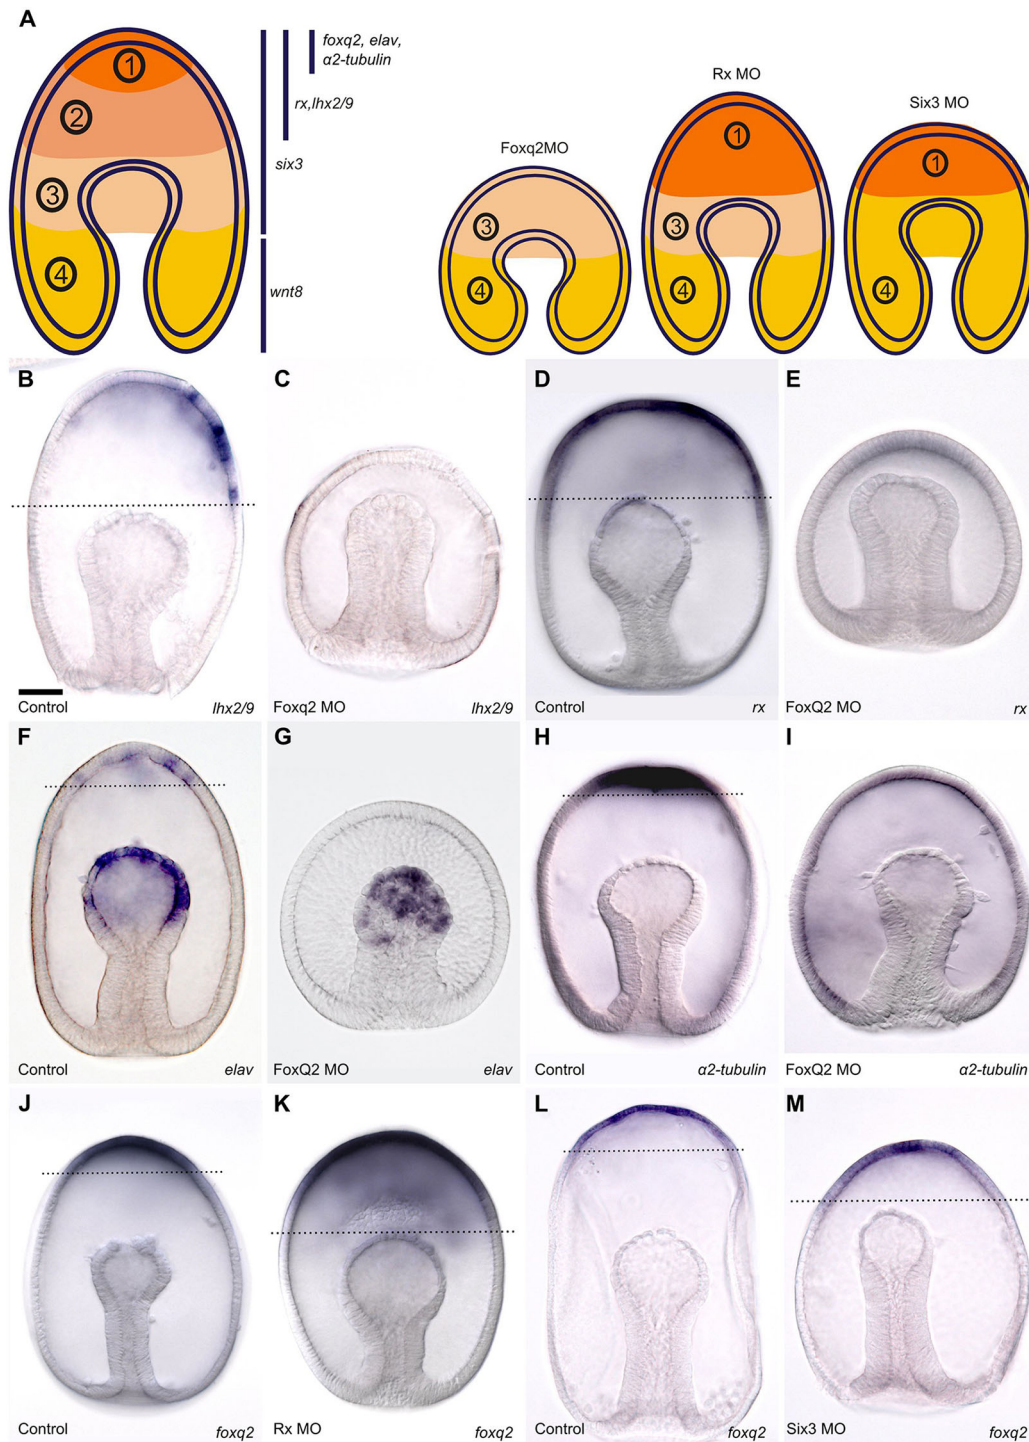 A
foxq2, elav,
α2-tubulin
rx,lhx2/9
six3
wnt8
1
2
3
4
Foxq2MO
3
4
Rx MO
1
3
4
Six3 MO
1
4
B
Control
lhx2/9
C
Foxq2 MO
lhx2/9
D
Control
rx
E
FoxQ2 MO
rx
F
Control
elav
G
FoxQ2 MO
elav
H
Control
α2-tubulin
I
FoxQ2 MO
α2-tubulin
J
Control
foxq2
K
Rx MO
foxq2
L
Control
foxq2
M
Six3 MO
foxq2